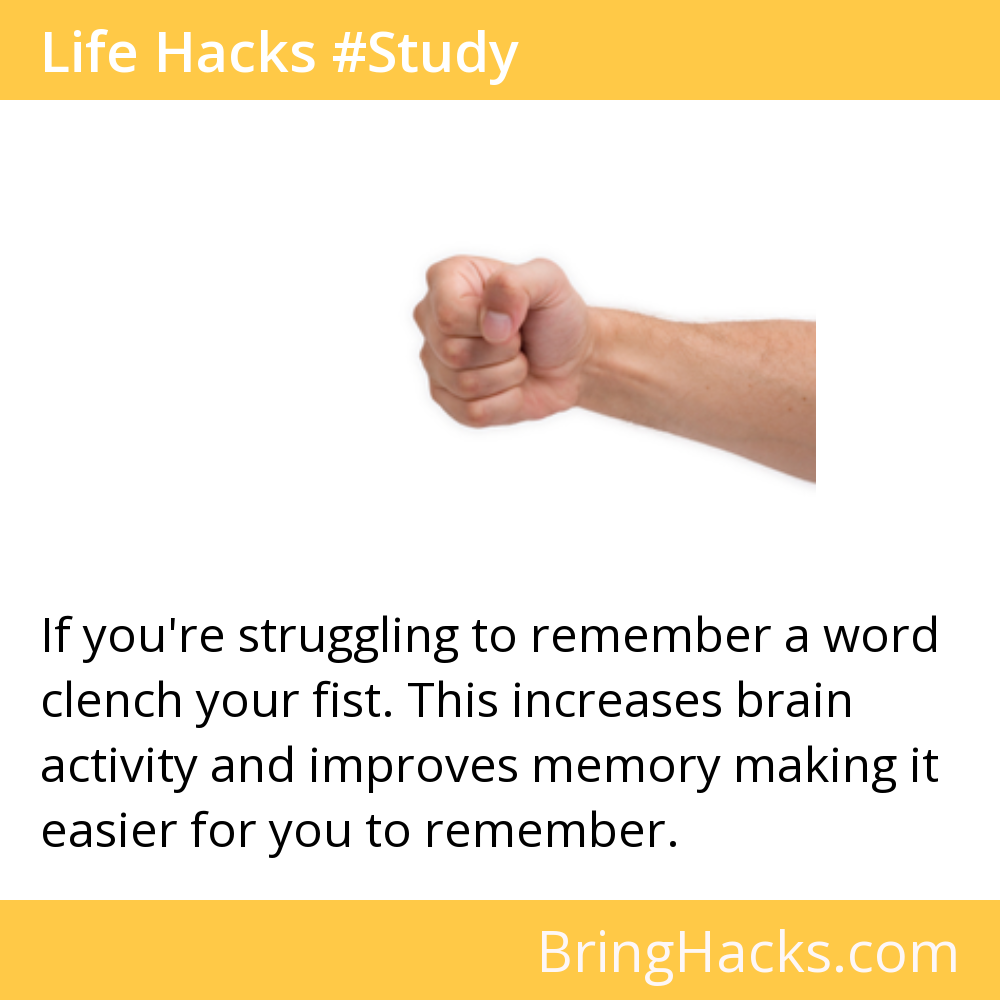 Life Hacks #Study
If you're struggling to remember a word
clench your fist. This increases brain
activity and improves memory making it
easier for you to remember.
BringHacks.com